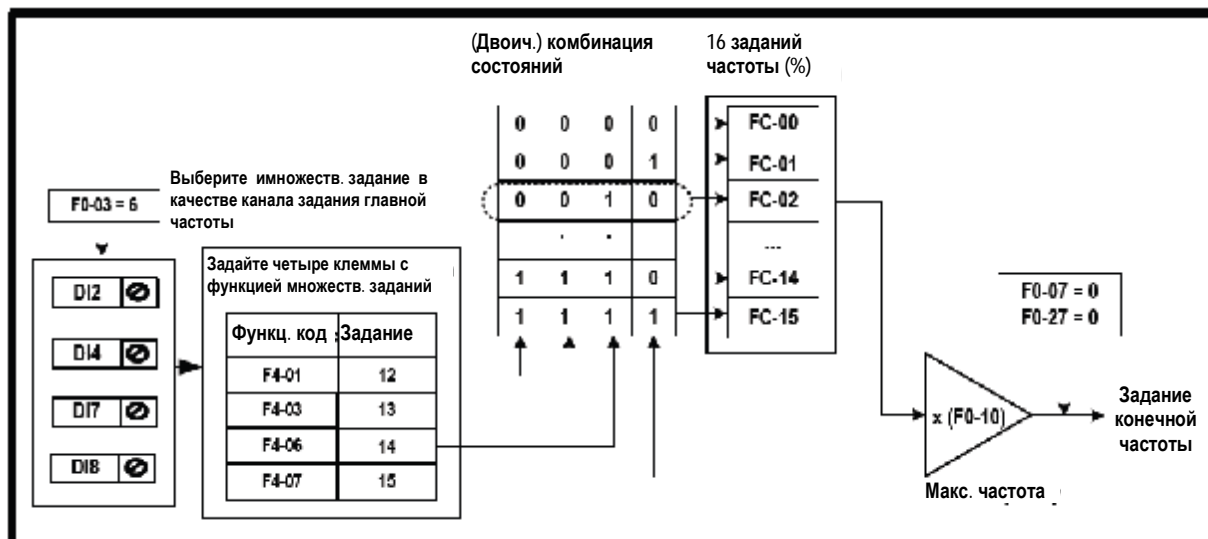 (Двоич.) комбинация
состояний
16 заданий
частоты (%)
0 0 0 0
FC-00
0 0 0 1
FC-01
0 0 1 0
FC-02
. .
...
1 1 1 0
FC-14
1 1 1 1
FC-15
Выберите имножеств. задание в
качестве канала задания главной
частоты
F0-03 = 6
DI2
DI4
DI7
DI8
Задайте четыре клеммы с
функцией множеств. заданий
Функц. код Задание
F4-01 12
F4-03 13
F4-06 14
F4-07 15
F0-07 = 0
F0-27 = 0
x (F0-10)
Макс. частота
Задание
конечной
частоты